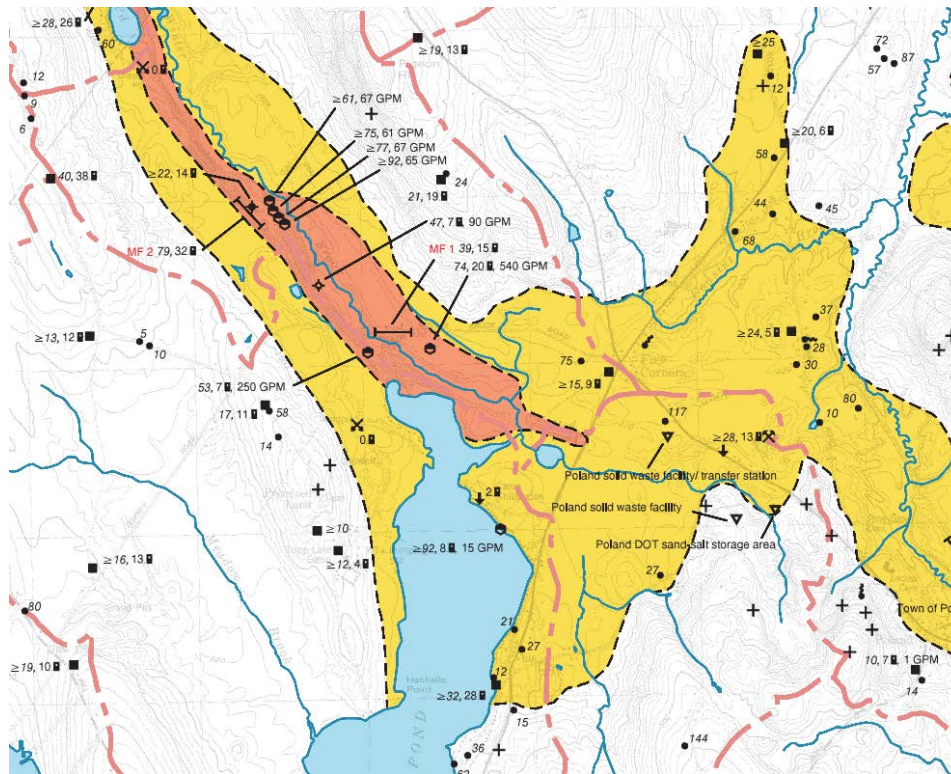 ≥28, 26
60
12
9
6
0
≥19, 13
≥61, 67 GPM
≥75, 61 GPM
≥77, 67 GPM
≥92, 65 GPM
≥22, 14
40, 38
24
21, 19
47, 7, 90 GPM
MF 1 39, 15
74, 20, 540 GPM
MF 2 79, 32
≥25
12
72
57
87
≥20, 6
58
44
45
68
37
≥24, 5
28
30
75
≥15, 9
Five
Corners
80
10
117
≥28, 13
≥13, 12
5
10
53, 7, 250 GPM
17, 11
58
14
0
Poland solid waste facility/ transfer station
Poland solid waste facility
Poland DOT sand-salt storage area
2
≥92, 8, 15 GPM
≥10
≥12, 4
≥16, 13
80
≥19, 10
27
21
27
12
≥32, 28
15
Haskells
Point
POND
36
63
144
Town of Po
10, 7, 1 GPM
14